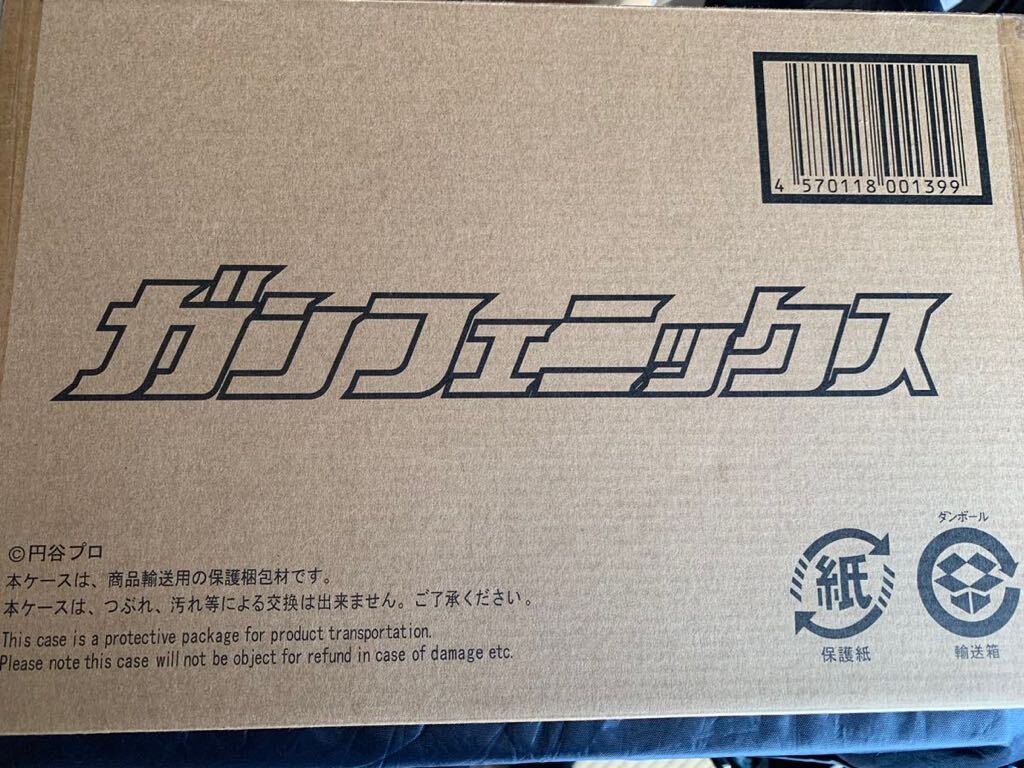 4 570118 001399
ガンフェニックス
©円谷プロ
本ケースは、商品輸送用の保護梱包材です。
本ケースは、つぶれ、汚れ等による交換は出来ません。ご了承ください。
This case is a protective package for product transportation.
Please note this case will not be object for refund in case of damage etc.
紙
保護紙
ダンボール
輸送箱